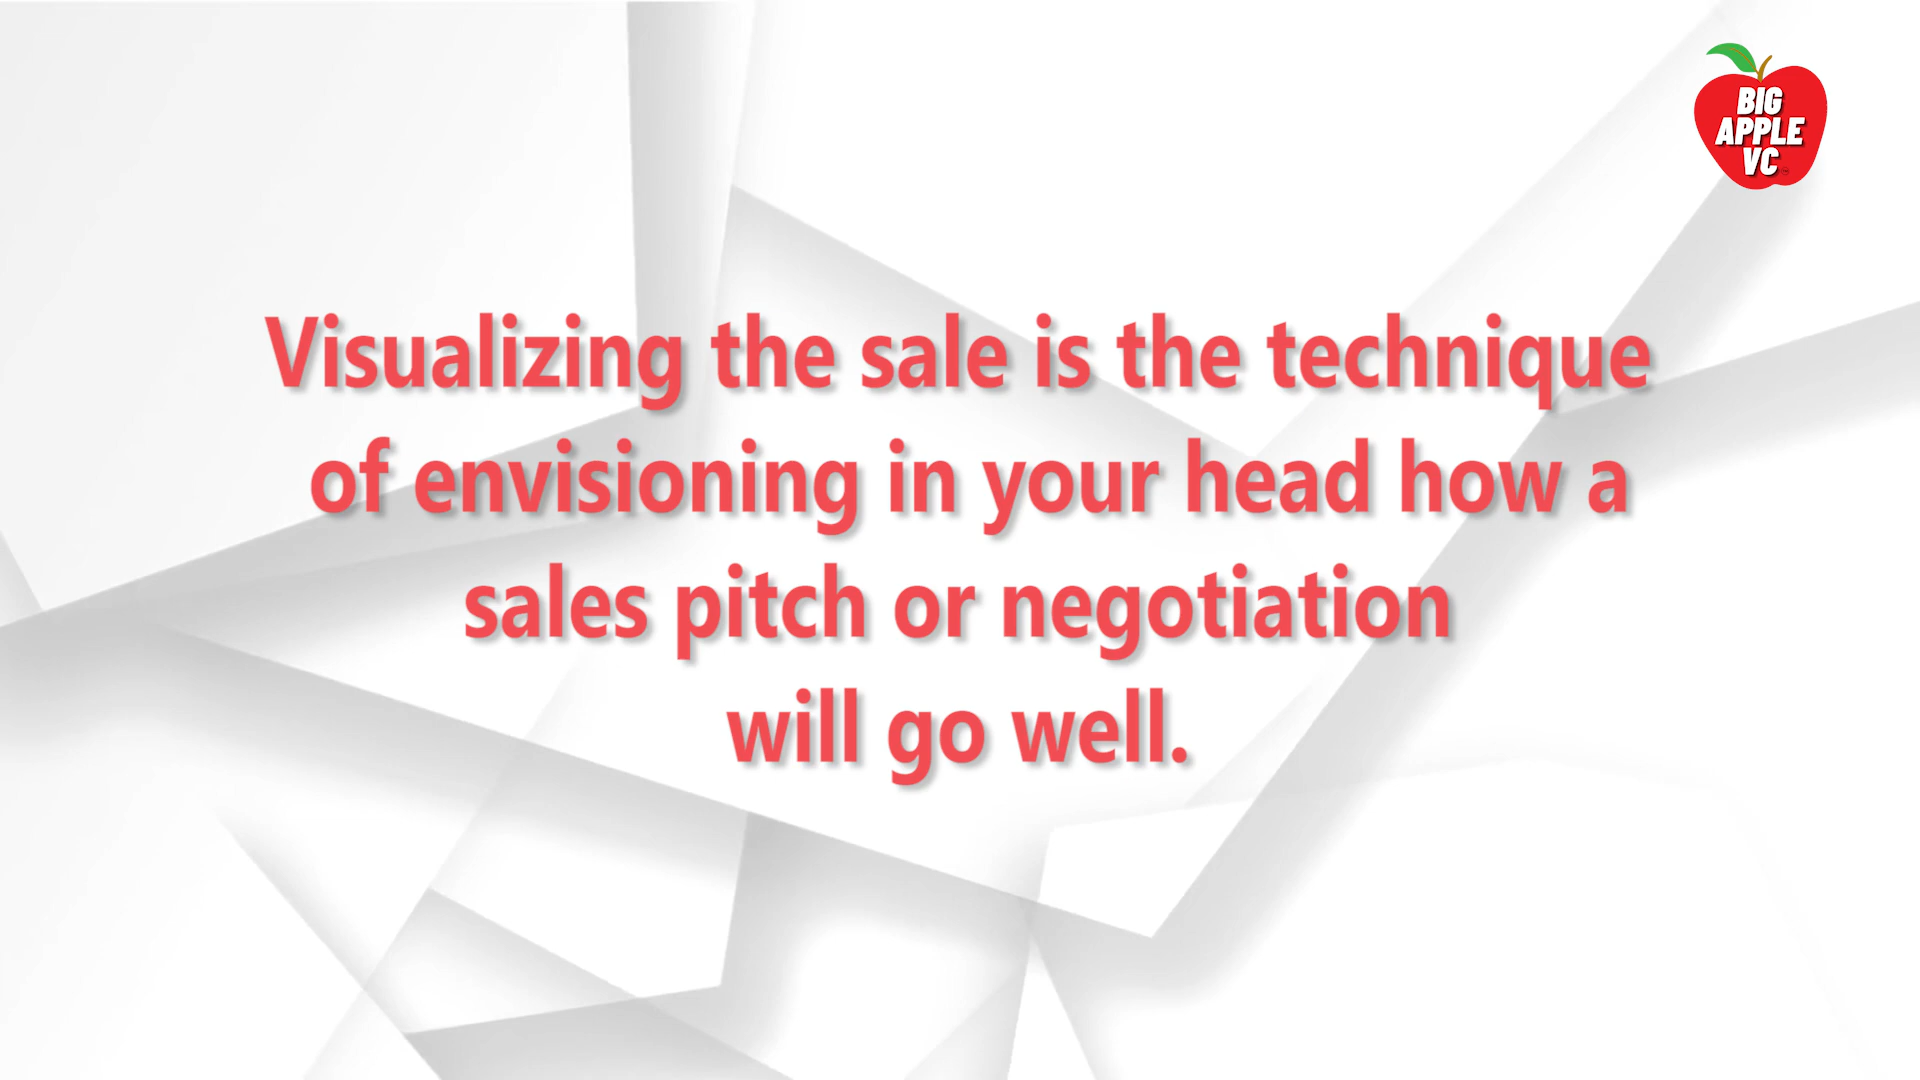 BIG
APPLE
VC
Visualizing the sale is the technique
of envisioning in your head how a
sales pitch or negotiation
will go well.